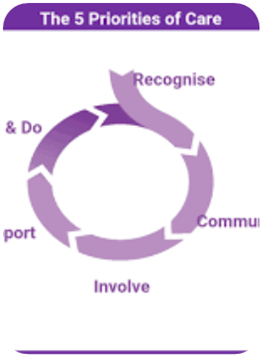 The 5 Priorities of Care
Recognise
& Do
Commu
port
Involve